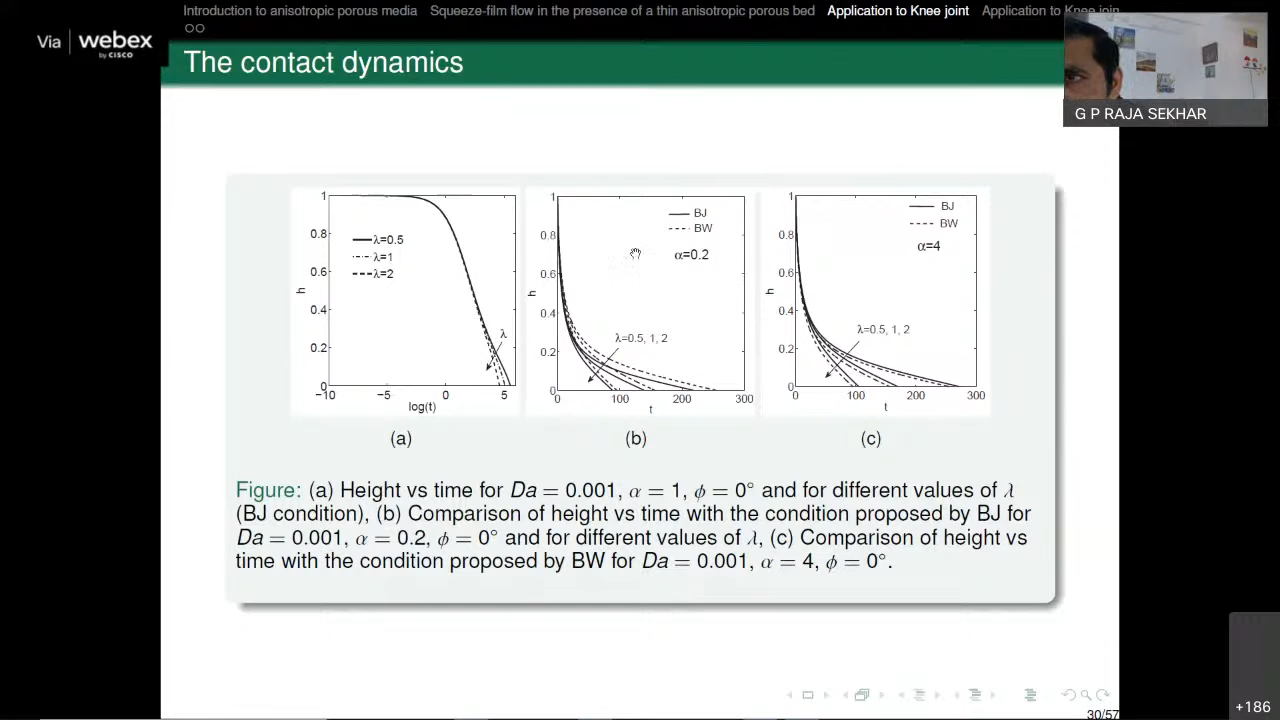 Introduction to anisotropic porous media Squeeze-film flow in the presence of a thin anisotropic porous bed Application to Knee joint Application to Knee join
Via webex
by CISCO
The contact dynamics
G P RAJA SEKHAR
1
0.8
0.6
0.4
0.2
0
h
λ=0.5
λ=1
λ=2
λ
−10 −5 0 5
log(t)
(a)
1
0.8
0.6
0.4
0.2
0
h
BJ
BW
α=0.2
λ=0.5, 1, 2
0 100 200 300
t
(b)
1
0.8
0.6
0.4
0.2
0
h
BJ
BW
α=4
λ=0.5, 1, 2
0 100 200 300
t
(c)
Figure: (a) Height vs time for Da = 0.001, α = 1, ϕ = 0° and for different values of λ
(BJ condition), (b) Comparison of height vs time with the condition proposed by BJ for
Da = 0.001, α = 0.2, ϕ = 0° and for different values of λ, (c) Comparison of height vs
time with the condition proposed by BW for Da = 0.001, α = 4, ϕ = 0°.
30/57
+186